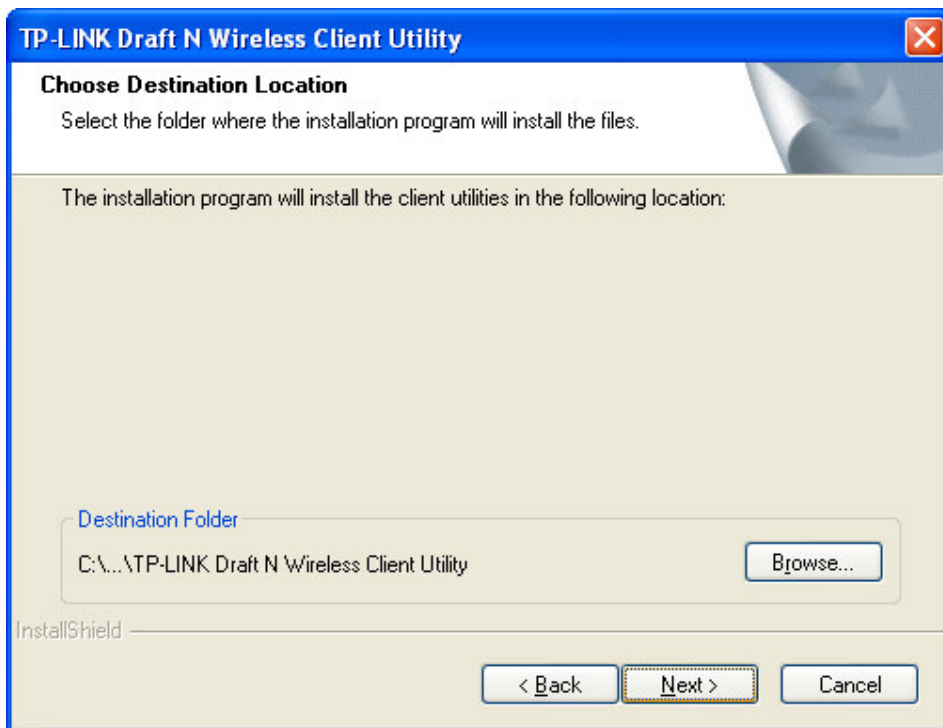 TP-LINK Draft N Wireless Client Utility
Choose Destination Location
Select the folder where the installation program will install the files.
The installation program will install the client utilities in the following location:
Destination Folder
C:\...\TP-LINK Draft N Wireless Client Utility
Browse...
InstallShield
< Back
Next >
Cancel